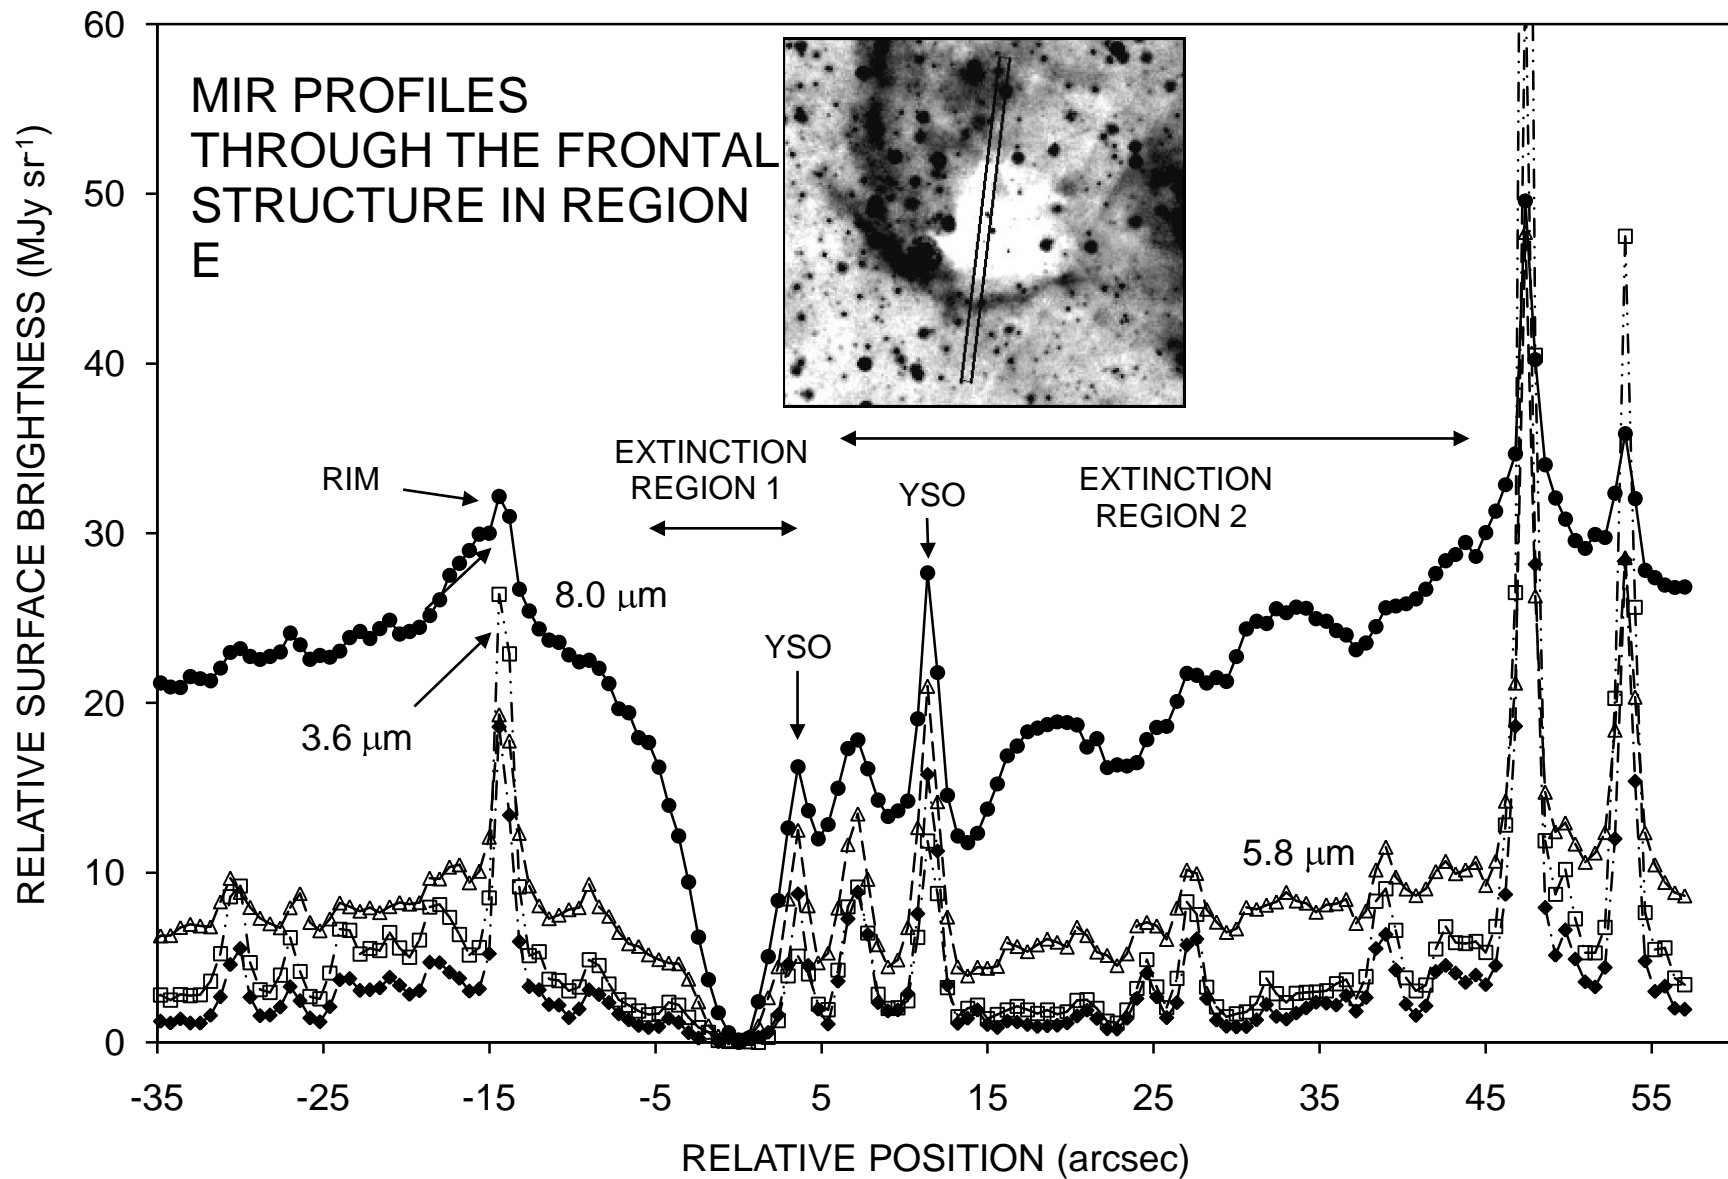 MIR PROFILES
THROUGH THE FRONTAL
STRUCTURE IN REGION
E
RELATIVE SURFACE BRIGHTNESS (MJy sr-1)
60
50
40
30
20
10
0
RIM
EXTINCTION
REGION 1
EXTINCTION
REGION 2
YSO
YSO
8.0 μm
3.6 μm
5.8 μm
-35 -25 -15 -5 5 15 25 35 45 55
RELATIVE POSITION (arcsec)